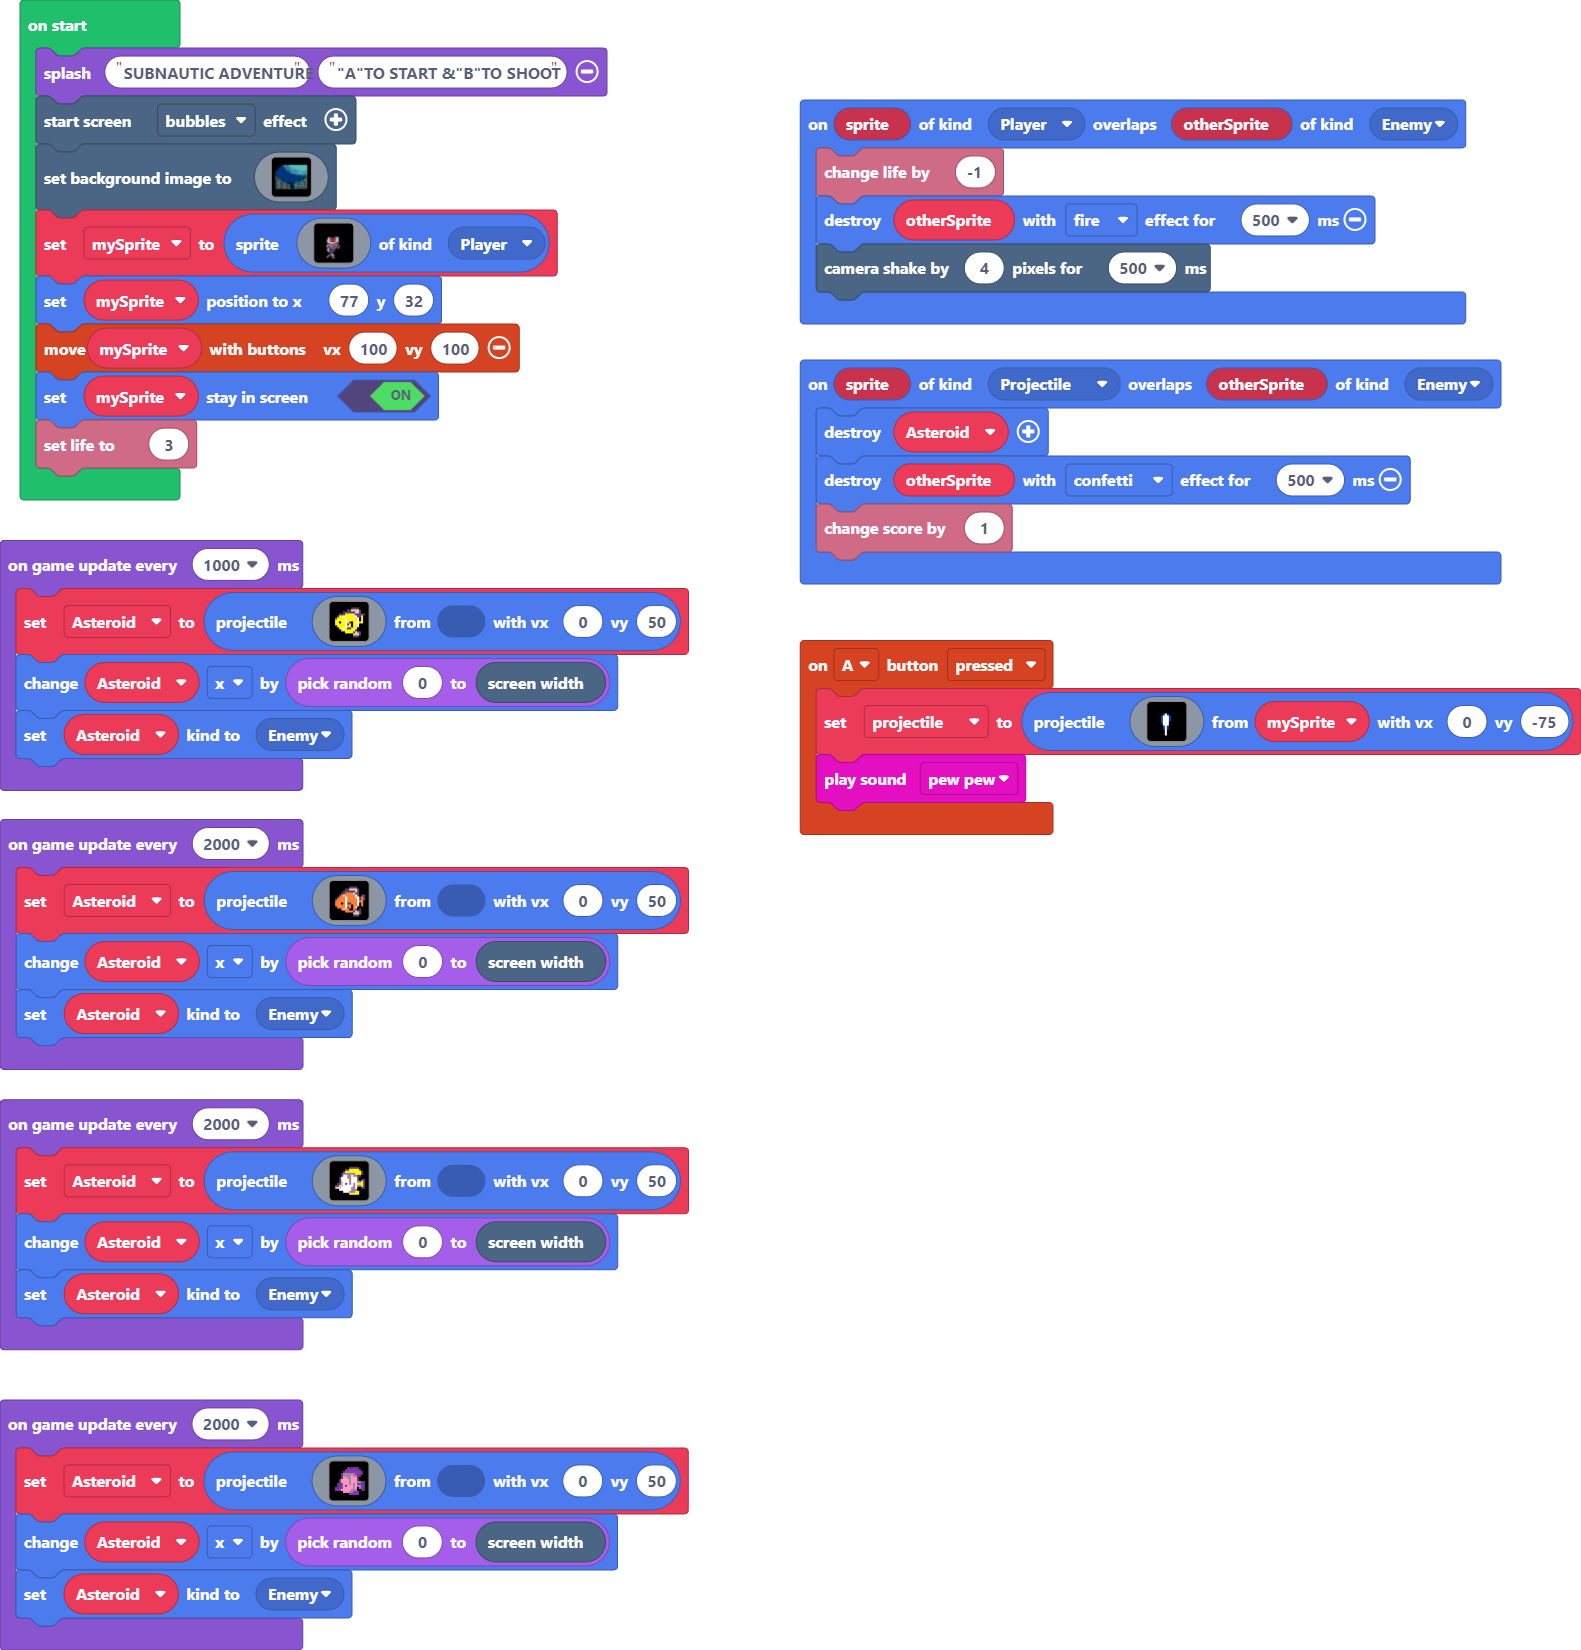 on start
splash "SUBNAUTIC ADVENTURE" ""A"TO START &"B"TO SHOOT"
start screen bubbles effect
set background image to
set mySprite to sprite of kind Player
set mySprite position to x 77 y 32
move mySprite with buttons vx 100 vy 100
set mySprite stay in screen ON
set life to 3
on game update every 1000 ms
set Asteroid to projectile from with vx 0 vy 50
change Asteroid x by pick random 0 to screen width
set Asteroid kind to Enemy
on game update every 2000 ms
set Asteroid to projectile from with vx 0 vy 50
change Asteroid x by pick random 0 to screen width
set Asteroid kind to Enemy
on game update every 2000 ms
set Asteroid to projectile from with vx 0 vy 50
change Asteroid x by pick random 0 to screen width
set Asteroid kind to Enemy
on game update every 2000 ms
set Asteroid to projectile from with vx 0 vy 50
change Asteroid x by pick random 0 to screen width
set Asteroid kind to Enemy
on sprite of kind Player overlaps otherSprite of kind Enemy
change life by -1
destroy otherSprite with fire effect for 500 ms
camera shake by 4 pixels for 500 ms
on sprite of kind Projectile overlaps otherSprite of kind Enemy
destroy Asteroid
destroy otherSprite with confetti effect for 500 ms
change score by 1
on A button pressed
set projectile to projectile from mySprite with vx 0 vy -75
play sound pew pew